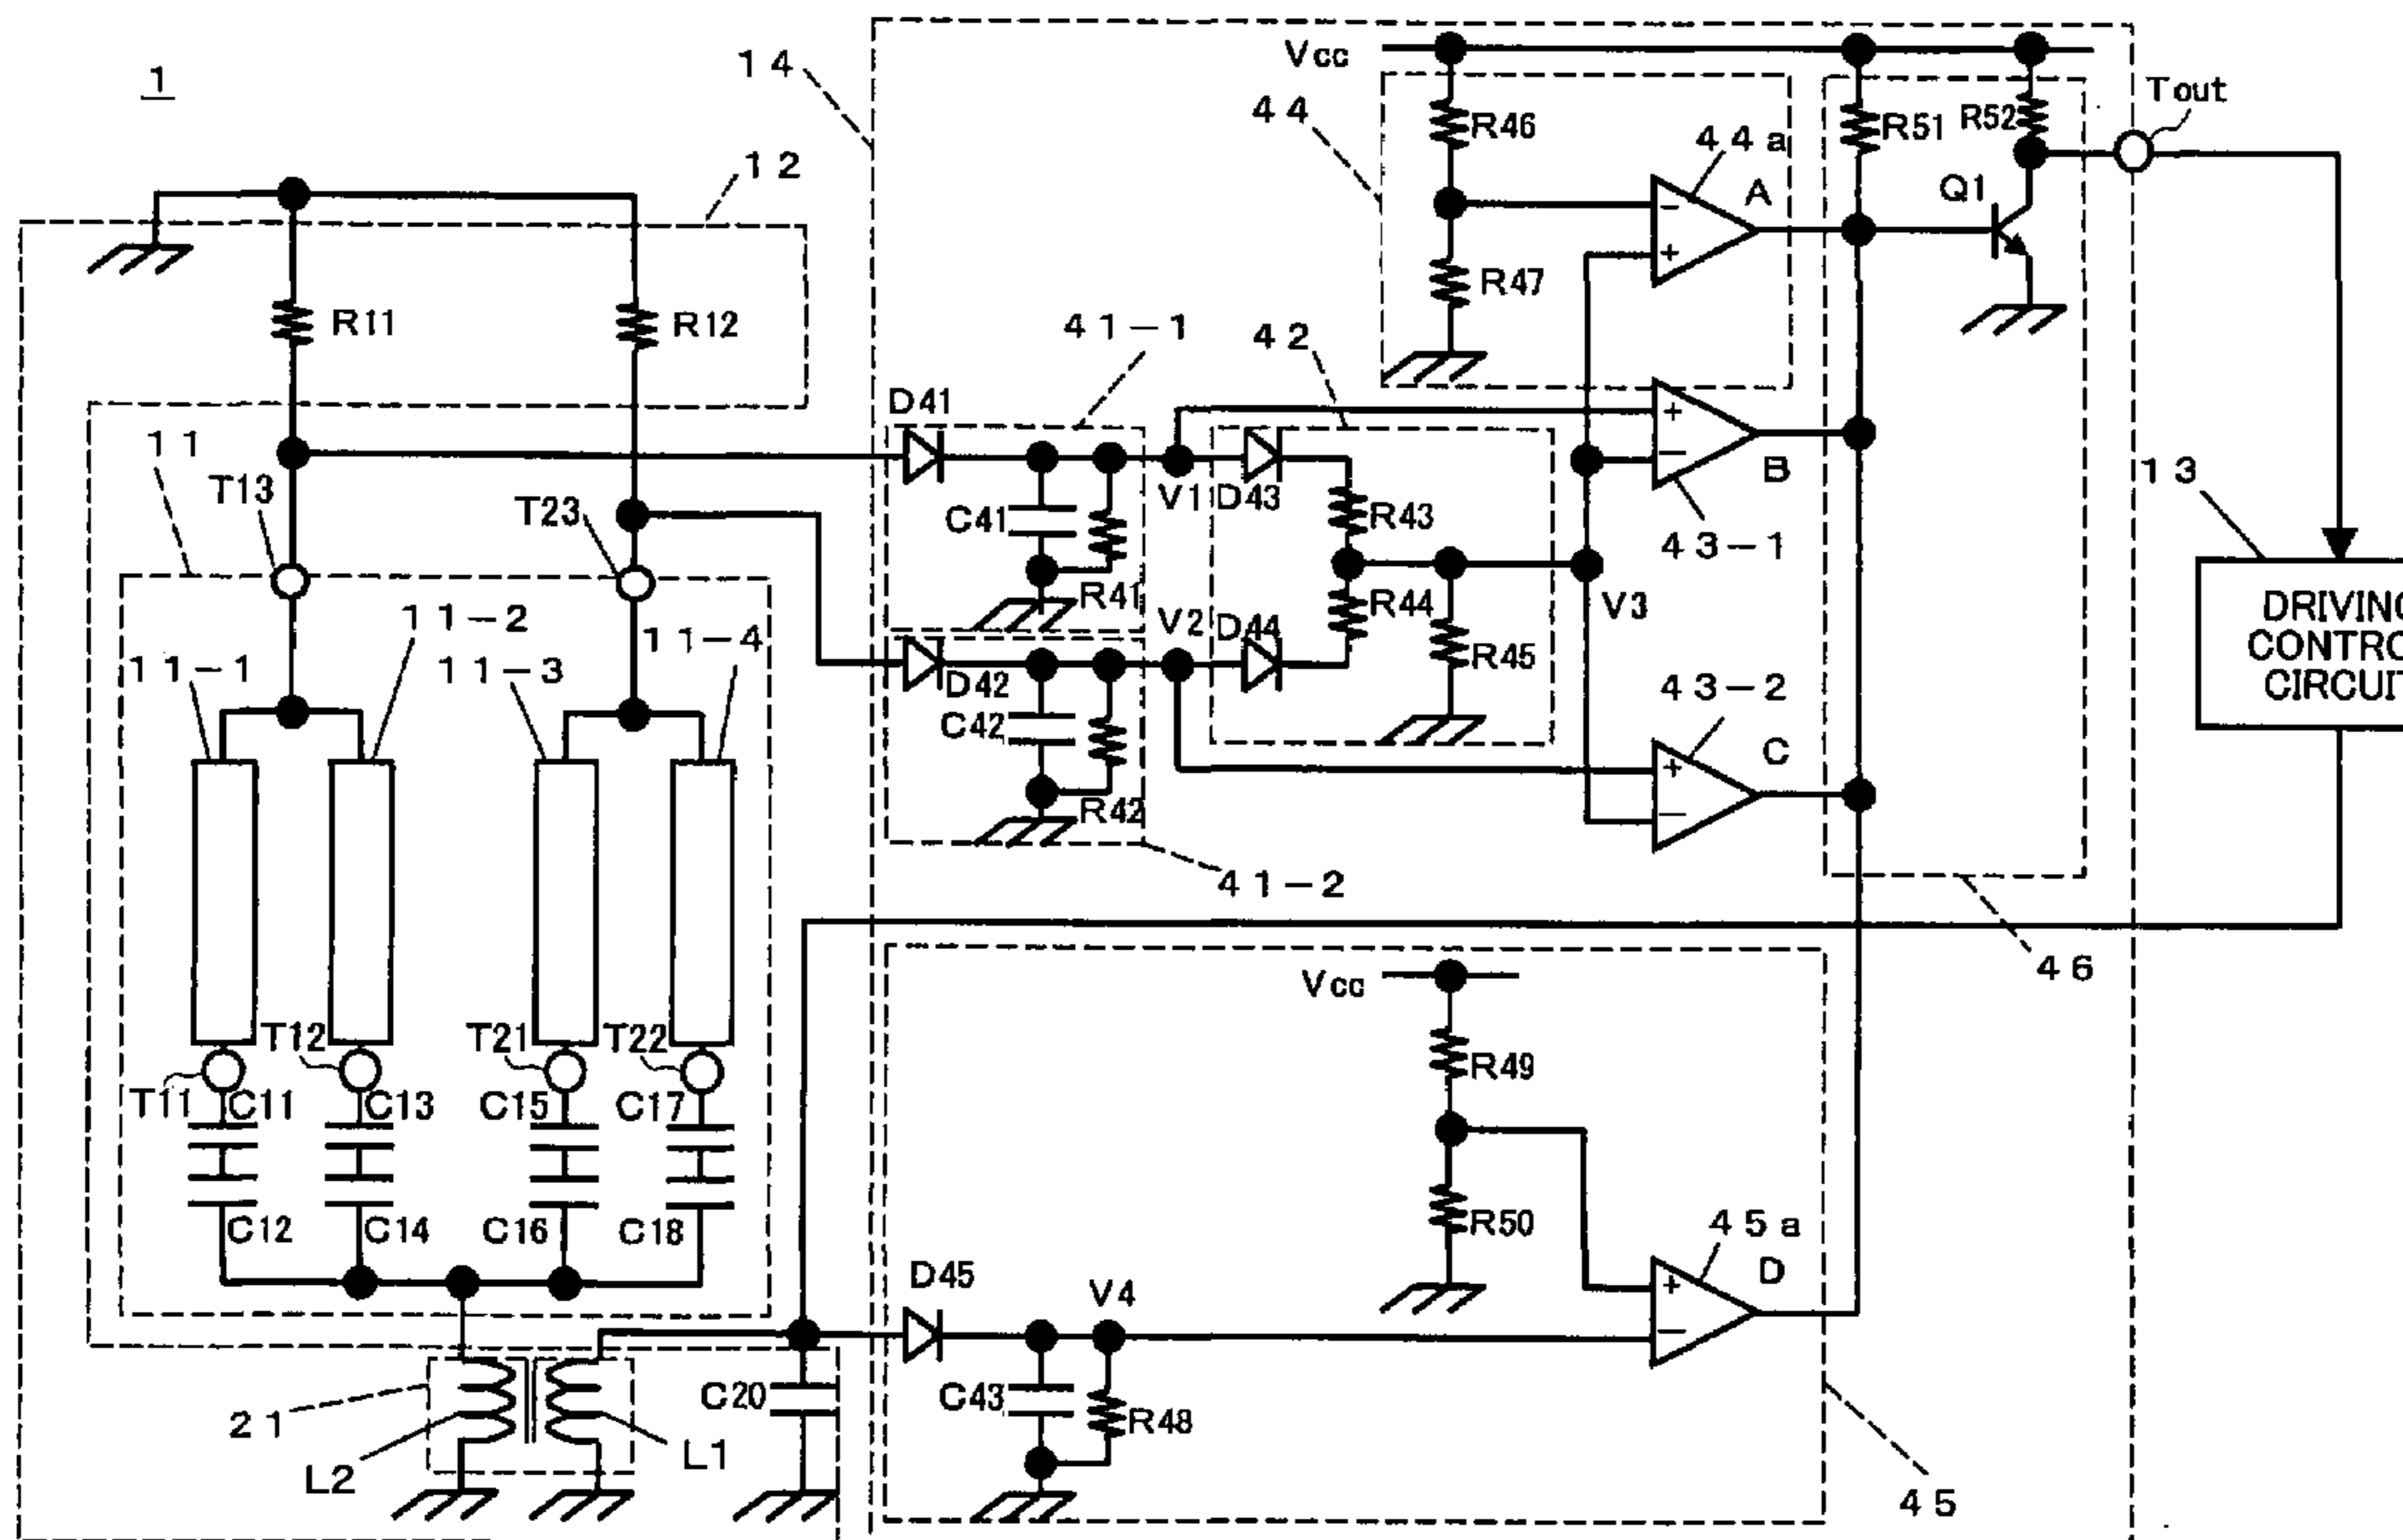 1
14
Vcc
Tout
44
R46
44a
A
R51
R52
12
Q1
R47
R11
R12
41-1
42
D41
11
T13
T23
C41
R41
V1
D43
R43
B
43-1
13
11-2
11-4
11-1
11-3
V2
D44
R44
R45
V3
D42
C42
R42
43-2
C
DRIVING
CONTRO
CIRCUIT
41-2
46
Vcc
T12
T21
T22
R49
T11
C11
C13
C15
C17
C12
C14
C16
C18
R50
45a
D
D45
V4
21
L2
L1
C20
C43
R48
45